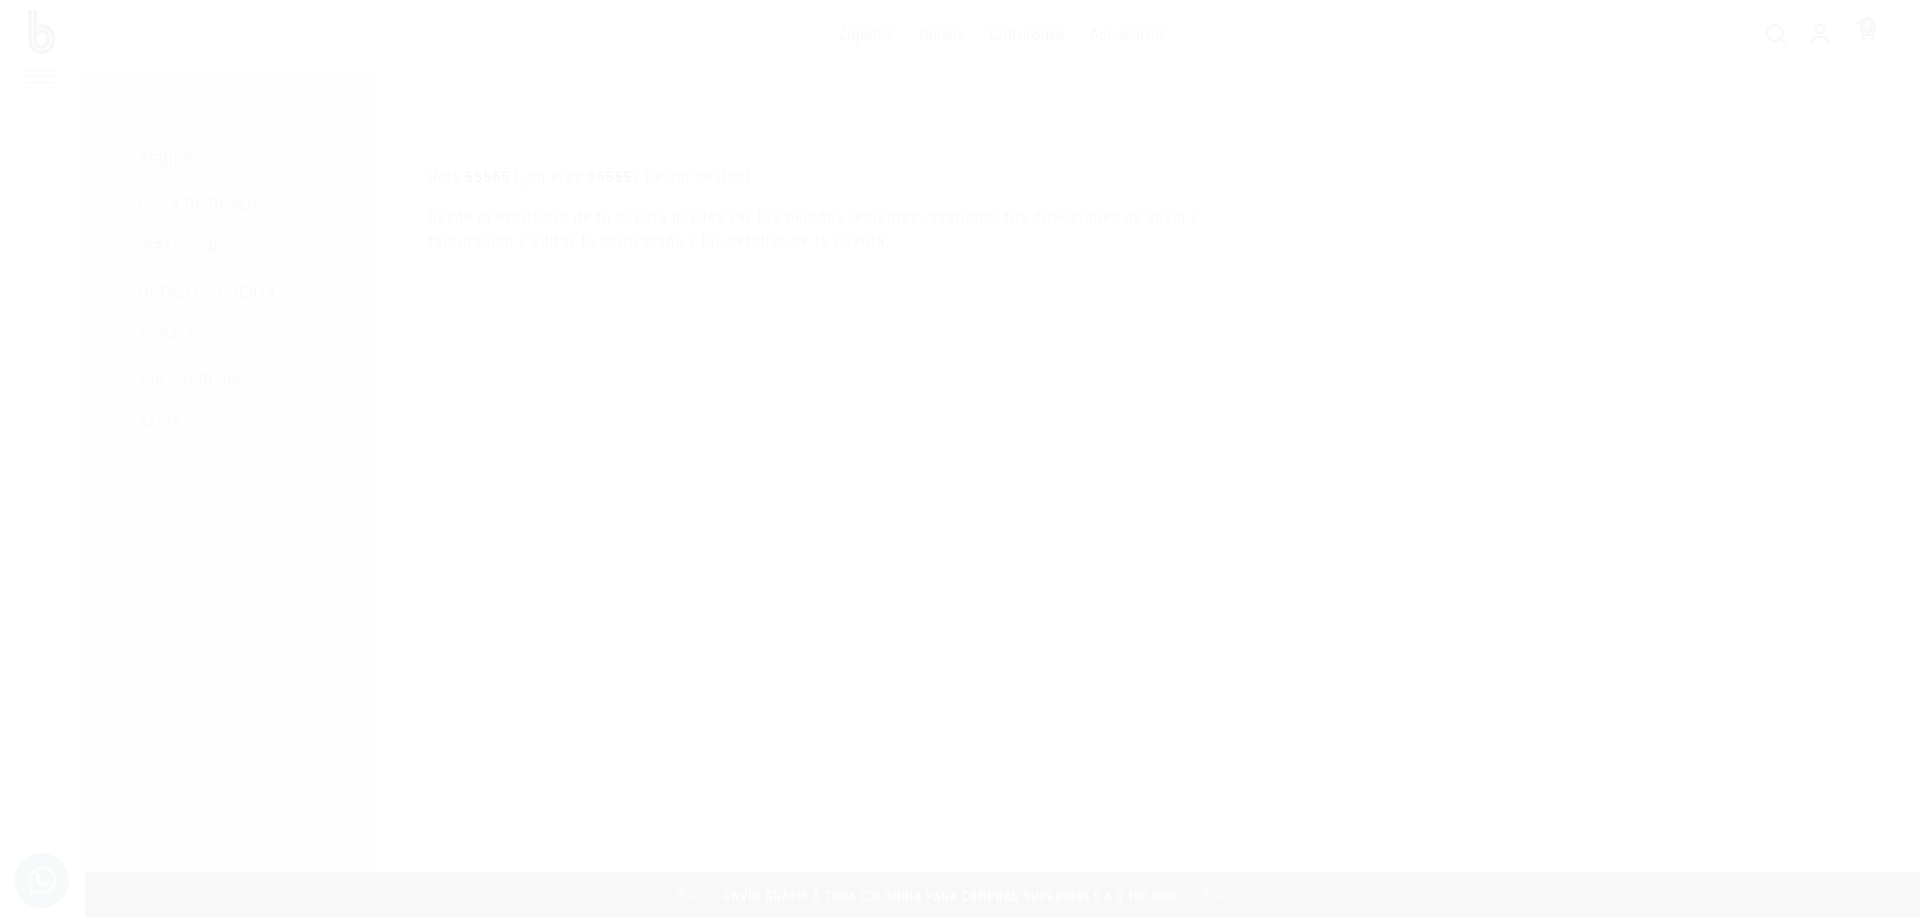 b
Zapatos Bolsos Cinturones Accesorios
0
PEDIDOS
LISTA DE DESEOS
DIRECCIÓN
DETALLES CUENTA
MI SALDO
MIS CRÉDITOS
SALIR
Hola 55555 (¿no eres 55555? Cerrar sesión)
Desde el escritorio de tu cuenta puedes ver tus pedidos recientes, gestionar tus direcciones de envío y
facturación y editar tu contraseña y los detalles de tu cuenta.
ENVÍO GRATIS A TODA COLOMBIA PARA COMPRAS SUPERIORES A $ 130.000